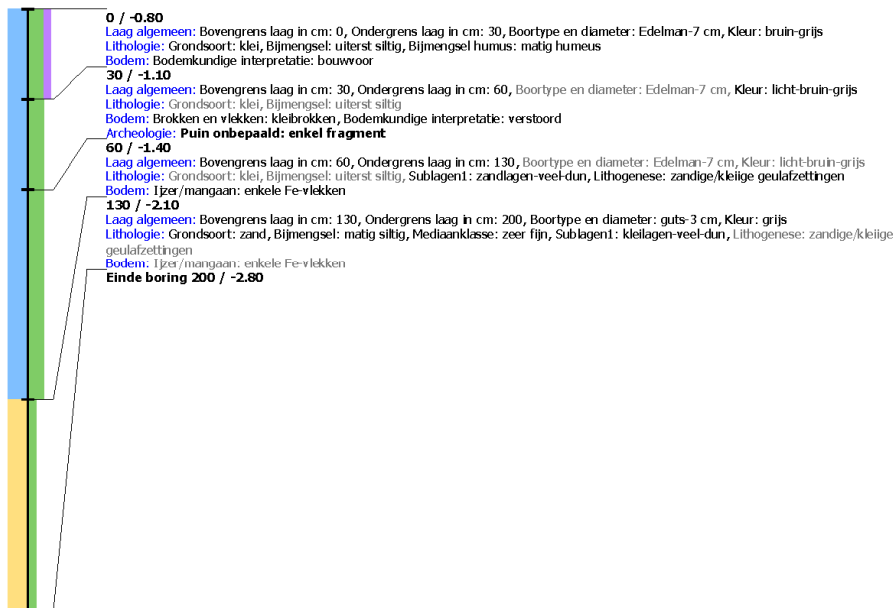 0 / -0.80
Laag algemeen: Bovengrens laag in cm: 0, Ondergrens laag in cm: 30, Boortype en diameter: Edelman-7 cm, Kleur: bruin-grijs
Lithologie: Grondsoort: klei, Bijmengsel: uiterst siltig, Bijmengsel humus: matig humeus
Bodem: Bodemkundige interpretatie: bouwvoor
30 / -1.10
Laag algemeen: Bovengrens laag in cm: 30, Ondergrens laag in cm: 60, Boortype en diameter: Edelman-7 cm, Kleur: licht-bruin-grijs
Lithologie: Grondsoort: klei, Bijmengsel: uiterst siltig
Bodem: Brokken en vlekken: kleibrokken, Bodemkundige interpretatie: verstoord
Archeologie: Puin onbepaald: enkel fragment
60 / -1.40
Laag algemeen: Bovengrens laag in cm: 60, Ondergrens laag in cm: 130, Boortype en diameter: Edelman-7 cm, Kleur: licht-bruin-grijs
Lithologie: Grondsoort: klei, Bijmengsel: uiterst siltig, Sublagen1: zandlagen-veel-dun, Lithogenese: zandige/kleiige geulafzettingen
Bodem: Ijzer/mangaan: enkele Fe-vlekken
130 / -2.10
Laag algemeen: Bovengrens laag in cm: 130, Ondergrens laag in cm: 200, Boortype en diameter: guts-3 cm, Kleur: grijs
Lithologie: Grondsoort: zand, Bijmengsel: matig siltig, Mediaanklasse: zeer fijn, Sublagen1: kleilagen-veel-dun, Lithogenese: zandige/kleiige
geulafzettingen
Bodem: Ijzer/mangaan: enkele Fe-vlekken
Einde boring 200 / -2.80